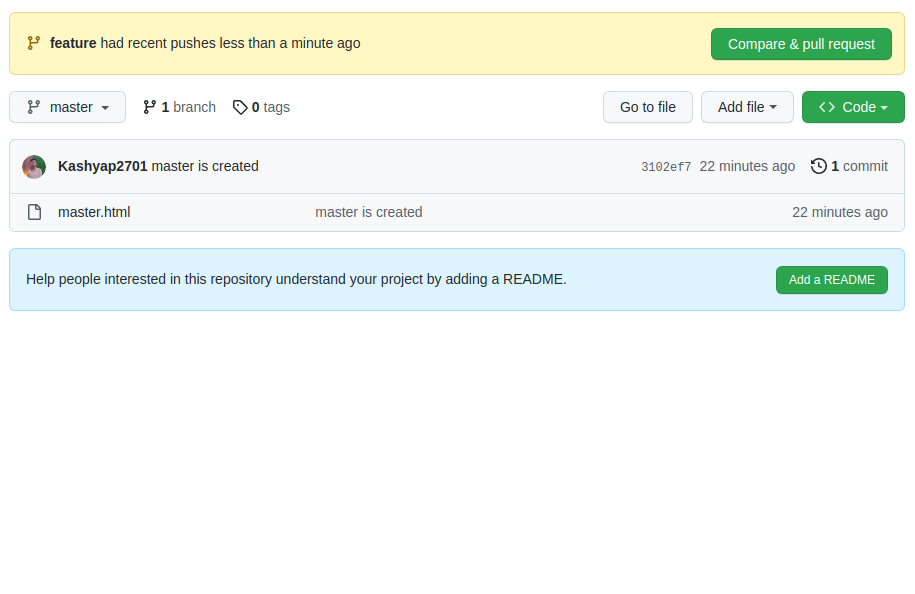 feature had recent pushes less than a minute ago Compare & pull request
master 1 branch 0 tags Go to file Add file Code
Kashyap2701 master is created 3102ef7 22 minutes ago 1 commit
master.html master is created 22 minutes ago
Help people interested in this repository understand your project by adding a README. Add a README